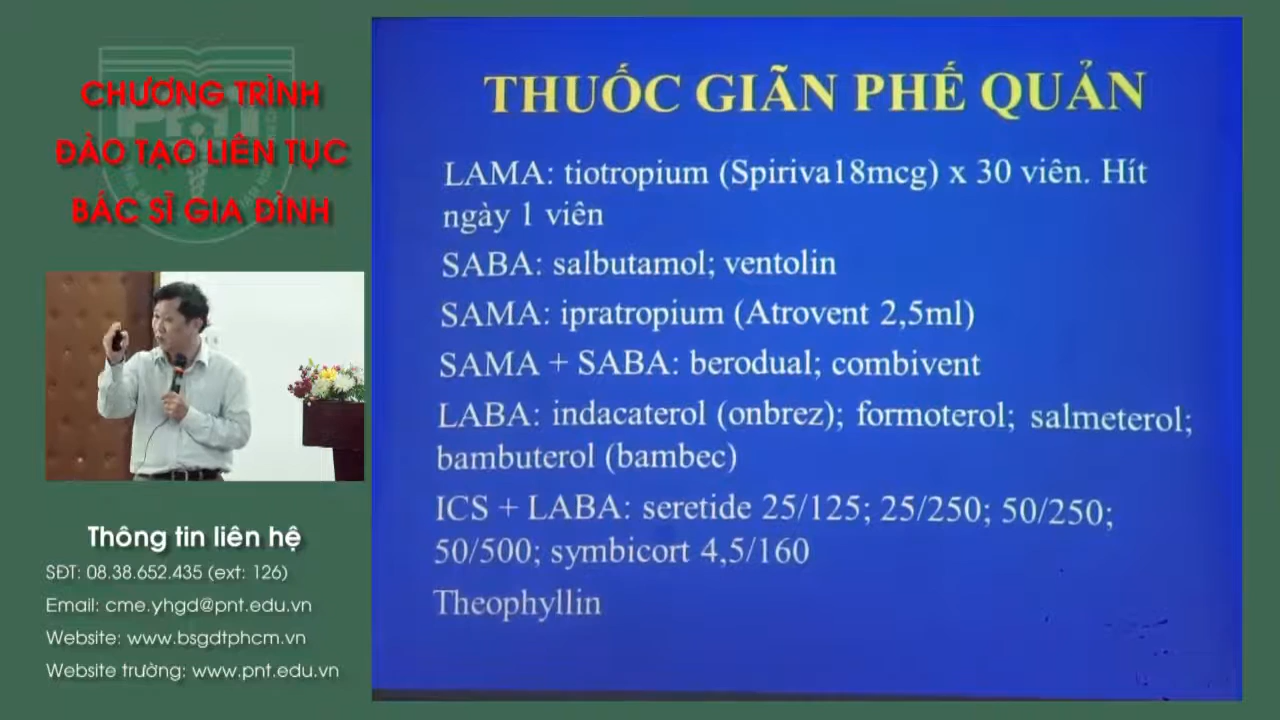 CHƯƠNG TRÌNH
ĐÀO TẠO LIÊN TỤC
BÁC SĨ GIA ĐÌNH
THUỐC GIÃN PHẾ QUẢN
LAMA: tiotropium (Spiriva18mcg) x 30 viên. Hít
ngày 1 viên
SABA: salbutamol; ventolin
SAMA: ipratropium (Atrovent 2,5ml)
SAMA + SABA: berodual; combivent
LABA: indacaterol (onbrez); formoterol; salmeterol;
bambuterol (bambec)
ICS + LABA: seretide 25/125; 25/250; 50/250;
50/500; symbicort 4,5/160
Theophyllin
Thông tin liên hệ
SĐT: 08.38.652.435 (ext: 126)
Email: cme.yhgd@pnt.edu.vn
Website: www.bsgdtphcm.vn
Website trường: www.pnt.edu.vn